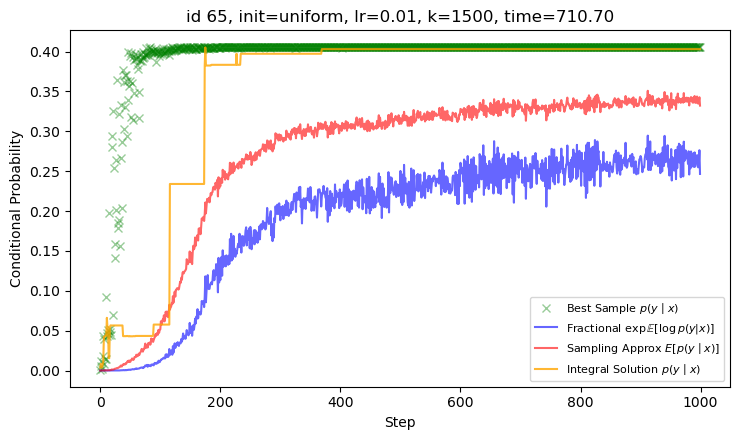 id 65, init=uniform, lr=0.01, k=1500, time=710.70
Conditional Probability
0.40
0.35
0.30
0.25
0.20
0.15
0.10
0.05
0.00
Best Sample p(y | x)
Fractional exp 𝔼[log p(y|x)]
Sampling Approx E[p(y | x)]
Integral Solution p(y | x)
0
200
400
600
800
1000
Step